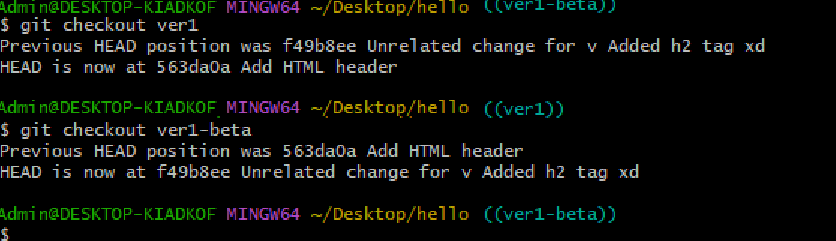 Admin@DESKTOP-KIADKOF MINGW64 ~/Desktop/hello ((ver1-beta))
$ git checkout ver1
Previous HEAD position was f49b8ee Unrelated change for v Added h2 tag xd
HEAD is now at 563da0a Add HTML header
Admin@DESKTOP-KIADKOF MINGW64 ~/Desktop/hello ((ver1))
$ git checkout ver1-beta
Previous HEAD position was 563da0a Add HTML header
HEAD is now at f49b8ee Unrelated change for v Added h2 tag xd
Admin@DESKTOP-KIADKOF MINGW64 ~/Desktop/hello ((ver1-beta))
$